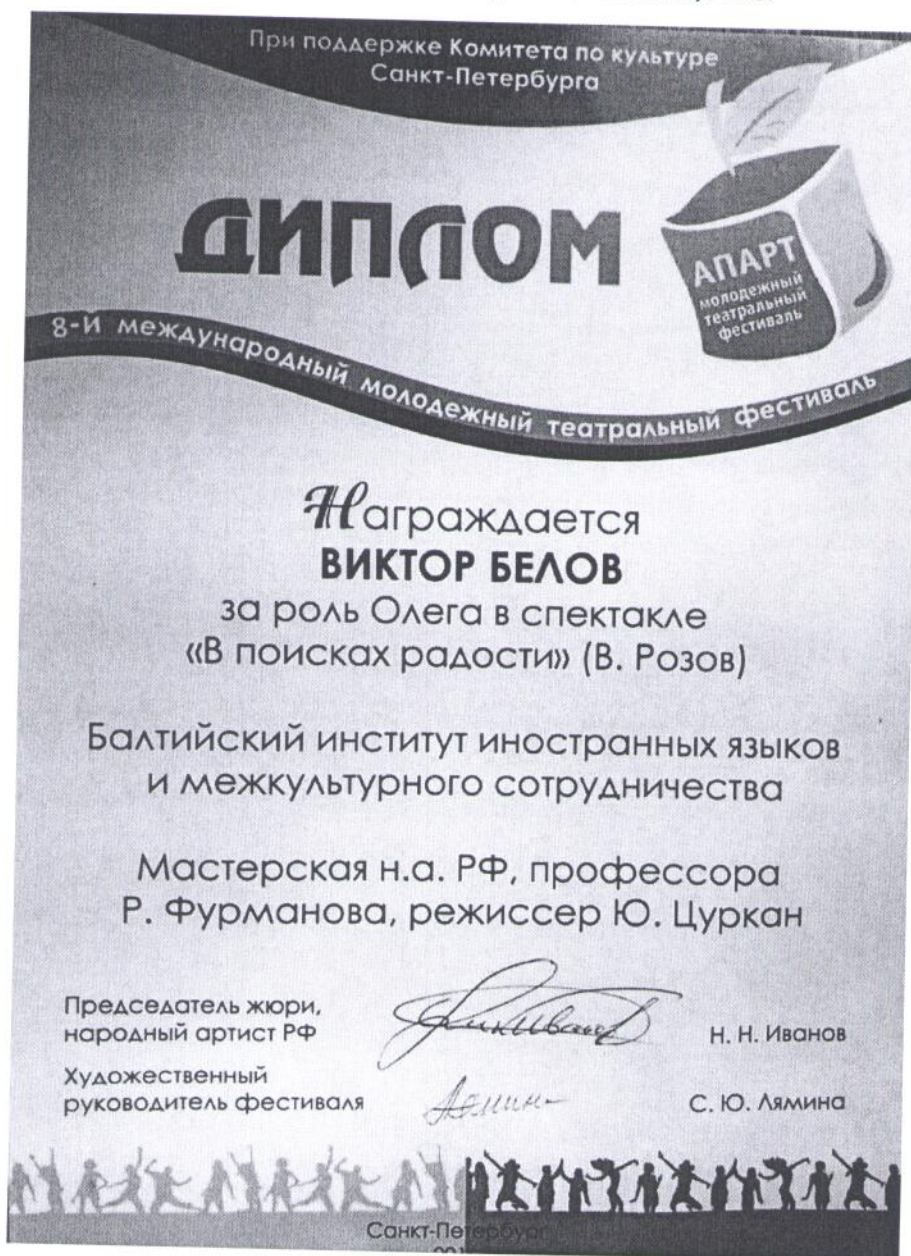 При поддержке Комитета по культуре
Санкт-Петербурга
ДИПЛОМ
АПАРТ
молодежный
театральный
фестиваль
8-й международный молодежный театральный фестиваль
Награждается
ВИКТОР БЕЛОВ
за роль Олега в спектакле
«В поисках радости» (В. Розов)
Балтийский институт иностранных языков
и межкультурного сотрудничества
Мастерская н.а. РФ, профессора
Р. Фурманова, режиссер Ю. Цуркан
Председатель жюри,
народный артист РФ
Н. Н. Иванов
Художественный
руководитель фестиваля
С. Ю. Лямина
Санкт-Петербург